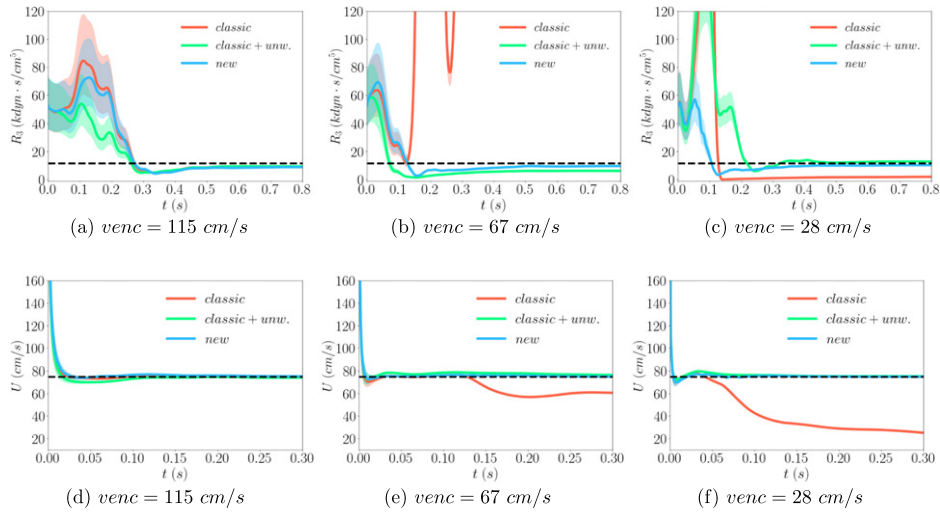 120
100
80
60
40
20
0
R₃ (kdyn · s/cm⁵)
classic
classic + unw.
new
0.0 0.1 0.2 0.3 0.4 0.5 0.6 0.7 0.8
t (s)
(a) venc = 115 cm/s
120
100
80
60
40
20
0
R₃ (kdyn · s/cm⁵)
classic
classic + unw.
new
0.0 0.1 0.2 0.3 0.4 0.5 0.6 0.7 0.8
t (s)
(b) venc = 67 cm/s
120
100
80
60
40
20
0
R₃ (kdyn · s/cm⁵)
classic
classic + unw.
new
0.0 0.1 0.2 0.3 0.4 0.5 0.6 0.7 0.8
t (s)
(c) venc = 28 cm/s
160
140
120
100
80
60
40
20
U (cm/s)
classic
classic + unw.
new
0.00 0.05 0.10 0.15 0.20 0.25 0.30
t (s)
(d) venc = 115 cm/s
160
140
120
100
80
60
40
20
U (cm/s)
classic
classic + unw.
new
0.00 0.05 0.10 0.15 0.20 0.25 0.30
t (s)
(e) venc = 67 cm/s
160
140
120
100
80
60
40
20
U (cm/s)
classic
classic + unw.
new
0.00 0.05 0.10 0.15 0.20 0.25 0.30
t (s)
(f) venc = 28 cm/s